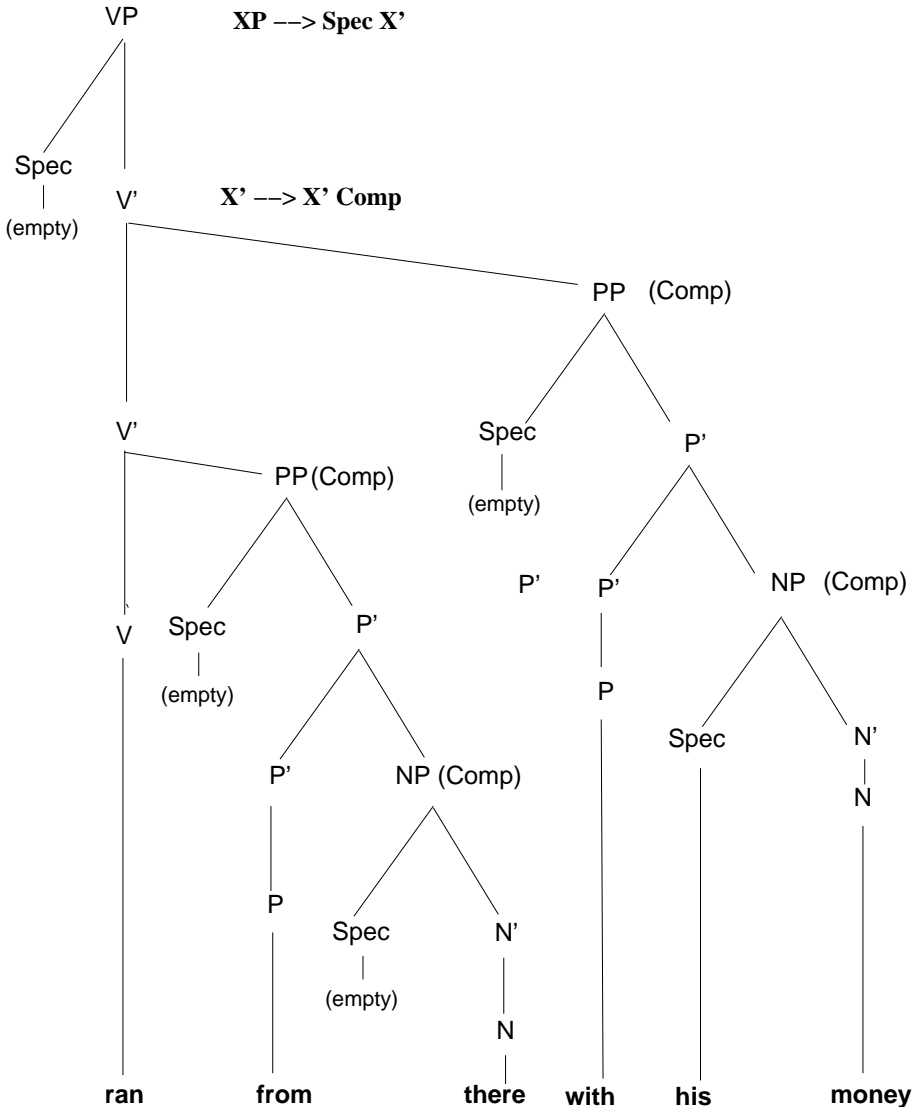 VP XP −−> Spec X’
Spec
V’ X’ −−> X’ Comp
(empty)
PP (Comp)
V’ Spec P’
PP (Comp)
(empty)
P’ P’ NP (Comp)
V Spec P’
(empty) P
Spec N’
P’ NP (Comp)
N
P Spec N’
(empty)
N
ran from there with his money